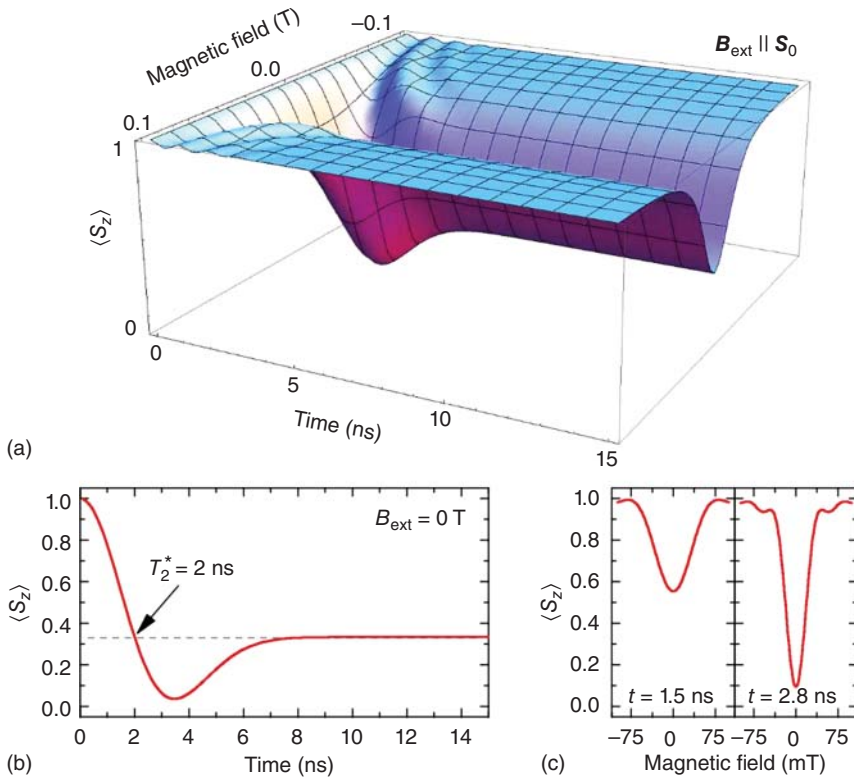 Magnetic field (T)
–0.1
0.0
0.1
B_ext || S_0
1
⟨S_z⟩
0
0
5
10
15
Time (ns)
(a)
1.0
0.8
0.6
0.4
0.2
0.0
⟨S_z⟩
B_ext = 0 T
T_2^* = 2 ns
0 2 4 6 8 10 12 14
Time (ns)
(b)
1.0
0.8
0.6
0.4
0.2
0.0
⟨S_z⟩
t = 1.5 ns
t = 2.8 ns
–75 0 75 –75 0 75
Magnetic field (mT)
(c)